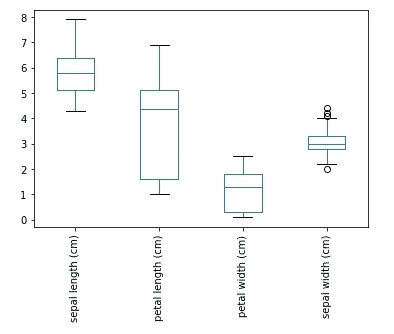 8
7
6
5
4
3
2
1
0
sepal length (cm)
petal length (cm)
petal width (cm)
sepal width (cm)